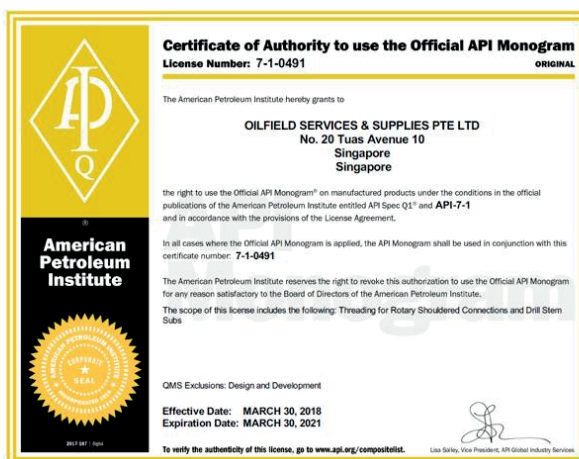 Certificate of Authority to use the Official API Monogram
License Number: 7-1-0491
ORIGINAL
The American Petroleum Institute hereby grants to
OILFIELD SERVICES & SUPPLIES PTE LTD
No. 20 Tuas Avenue 10
Singapore
Singapore
the right to use the Official API Monogram® on manufactured products under the conditions in the official
publications of the American Petroleum Institute entitled API Spec Q1® and API-7-1
and in accordance with the provisions of the License Agreement.
In all cases where the Official API Monogram is applied, the API Monogram shall be used in conjunction with this
certificate number: 7-1-0491
The American Petroleum Institute reserves the right to revoke this authorization to use the Official API Monogram
for any reason satisfactory to the Board of Directors of the American Petroleum Institute.
The scope of this license includes the following: Threading for Rotary Shouldered Connections and Drill Stem
Subs
QMS Exclusions: Design and Development
Effective Date: MARCH 30, 2018
Expiration Date: MARCH 30, 2021
To verify the authenticity of this license, go to www.api.org/compositelist.
Lisa Salley, Vice President, API Global Industry Services
API
Q
®
American
Petroleum
Institute
AMERICAN PETROLEUM INSTITUTE
CORPORATE
SEAL
INCORPORATED 1919
2017-187 | Digital
API
Monogram